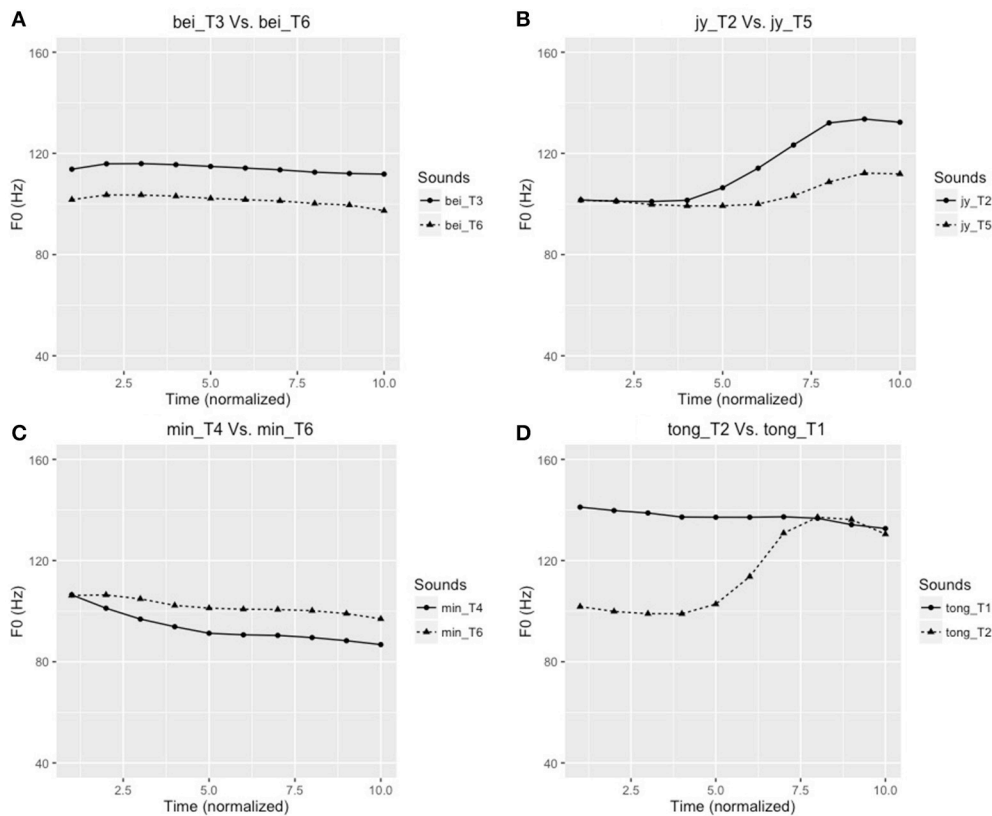 A
bei_T3 Vs. bei_T6
160
120
80
40
F0 (Hz)
2.5 5.0 7.5 10.0
Time (normalized)
Sounds
bei_T3
bei_T6
B
jy_T2 Vs. jy_T5
160
120
80
40
F0 (Hz)
2.5 5.0 7.5 10.0
Time (normalized)
Sounds
jy_T2
jy_T5
C
min_T4 Vs. min_T6
160
120
80
40
F0 (Hz)
2.5 5.0 7.5 10.0
Time (normalized)
Sounds
min_T4
min_T6
D
tong_T2 Vs. tong_T1
160
120
80
40
F0 (Hz)
2.5 5.0 7.5 10.0
Time (normalized)
Sounds
tong_T1
tong_T2